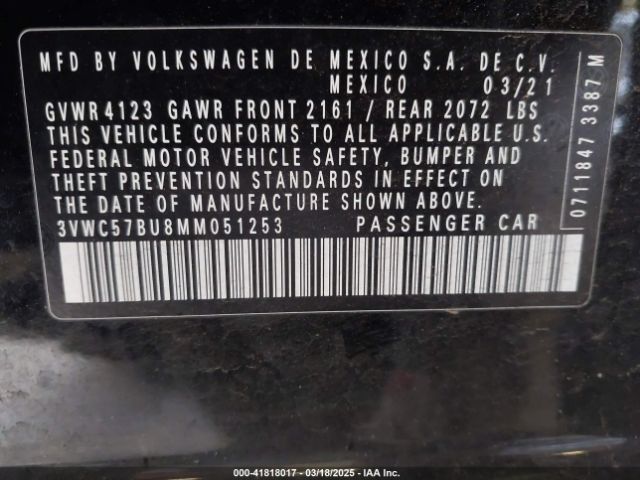 MFD BY VOLKSWAGEN DE MEXICO S.A. DE C.V.
MEXICO 03/21
GVWR 4123 GAWR FRONT 2161 / REAR 2072 LBS
THIS VEHICLE CONFORMS TO ALL APPLICABLE U.S.
FEDERAL MOTOR VEHICLE SAFETY, BUMPER AND
THEFT PREVENTION STANDARDS IN EFFECT ON
THE DATE OF MANUFACTURE SHOWN ABOVE.
3VWC57BU8MM051253 PASSENGER CAR
0711847 3387 M
000-41818017 — 03/18/2025 — IAA Inc.